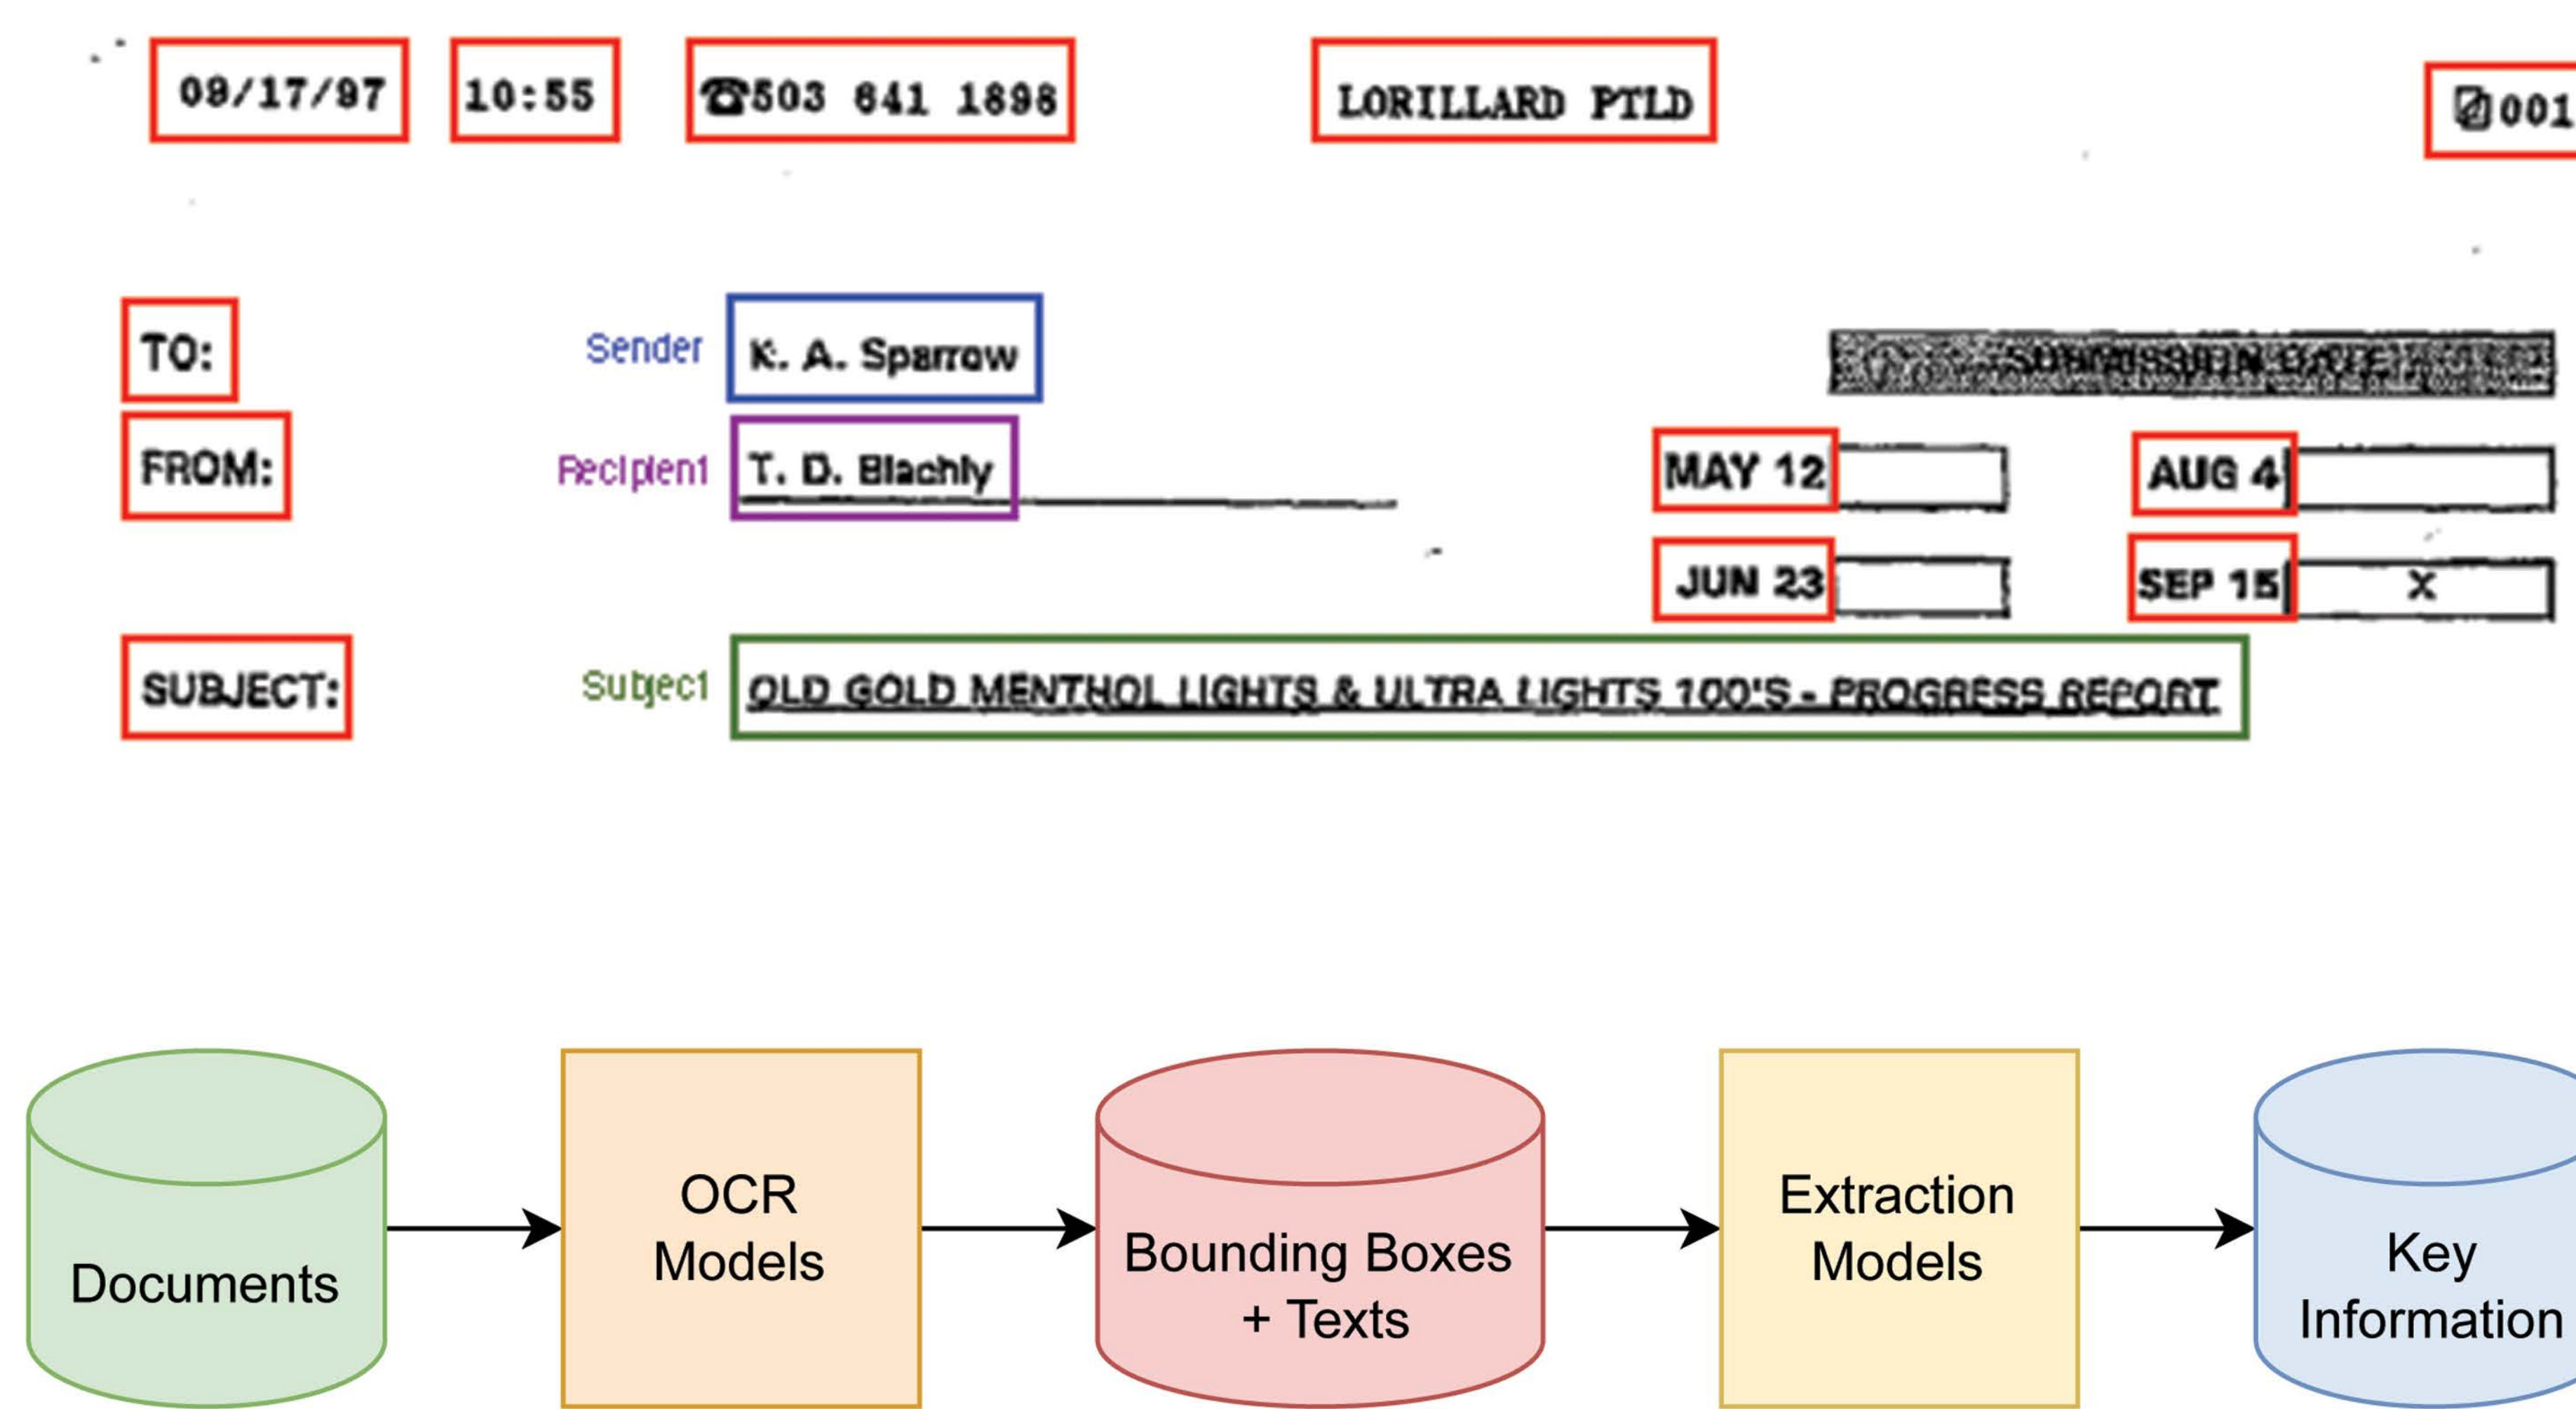 09/17/97 10:55 ☎503 641 1898 LORILLARD PTLD 001
TO: Sender K. A. Sparrow SUBMISSION DATE
FROM: Recipient T. D. Blachly MAY 12 AUG 4
JUN 23 SEP 15 X
SUBJECT: Subject OLD GOLD MENTHOL LIGHTS & ULTRA LIGHTS 100'S - PROGRESS REPORT
Documents
OCR
Models
Bounding Boxes
+ Texts
Extraction
Models
Key
Information